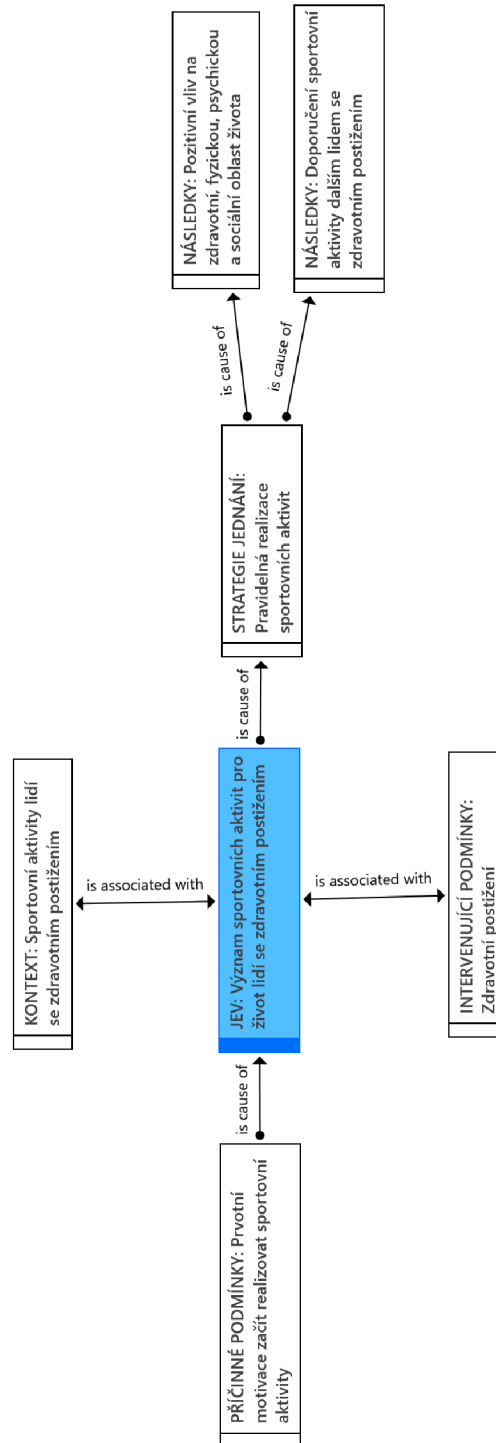 KONTEXT: Sportovní aktivity lidí
se zdravotním postižením
is associated with
PŘÍČINNÉ PODMÍNKY: Prvotní
motivace začít realizovat sportovní
aktivity
is cause of
JEV: Význam sportovních aktivit pro
život lidí se zdravotním postižením
is cause of
STRATEGIE JEDNÁNÍ:
Pravidelná realizace
sportovních aktivit
is cause of
NÁSLEDKY: Pozitivní vliv na
zdravotní, fyzickou, psychickou
a sociální oblast života
is cause of
NÁSLEDKY: Doporučení sportovní
aktivity dalším lidem se
zdravotním postižením
is associated with
INTERVENUJÍCÍ PODMÍNKY:
Zdravotní postižení